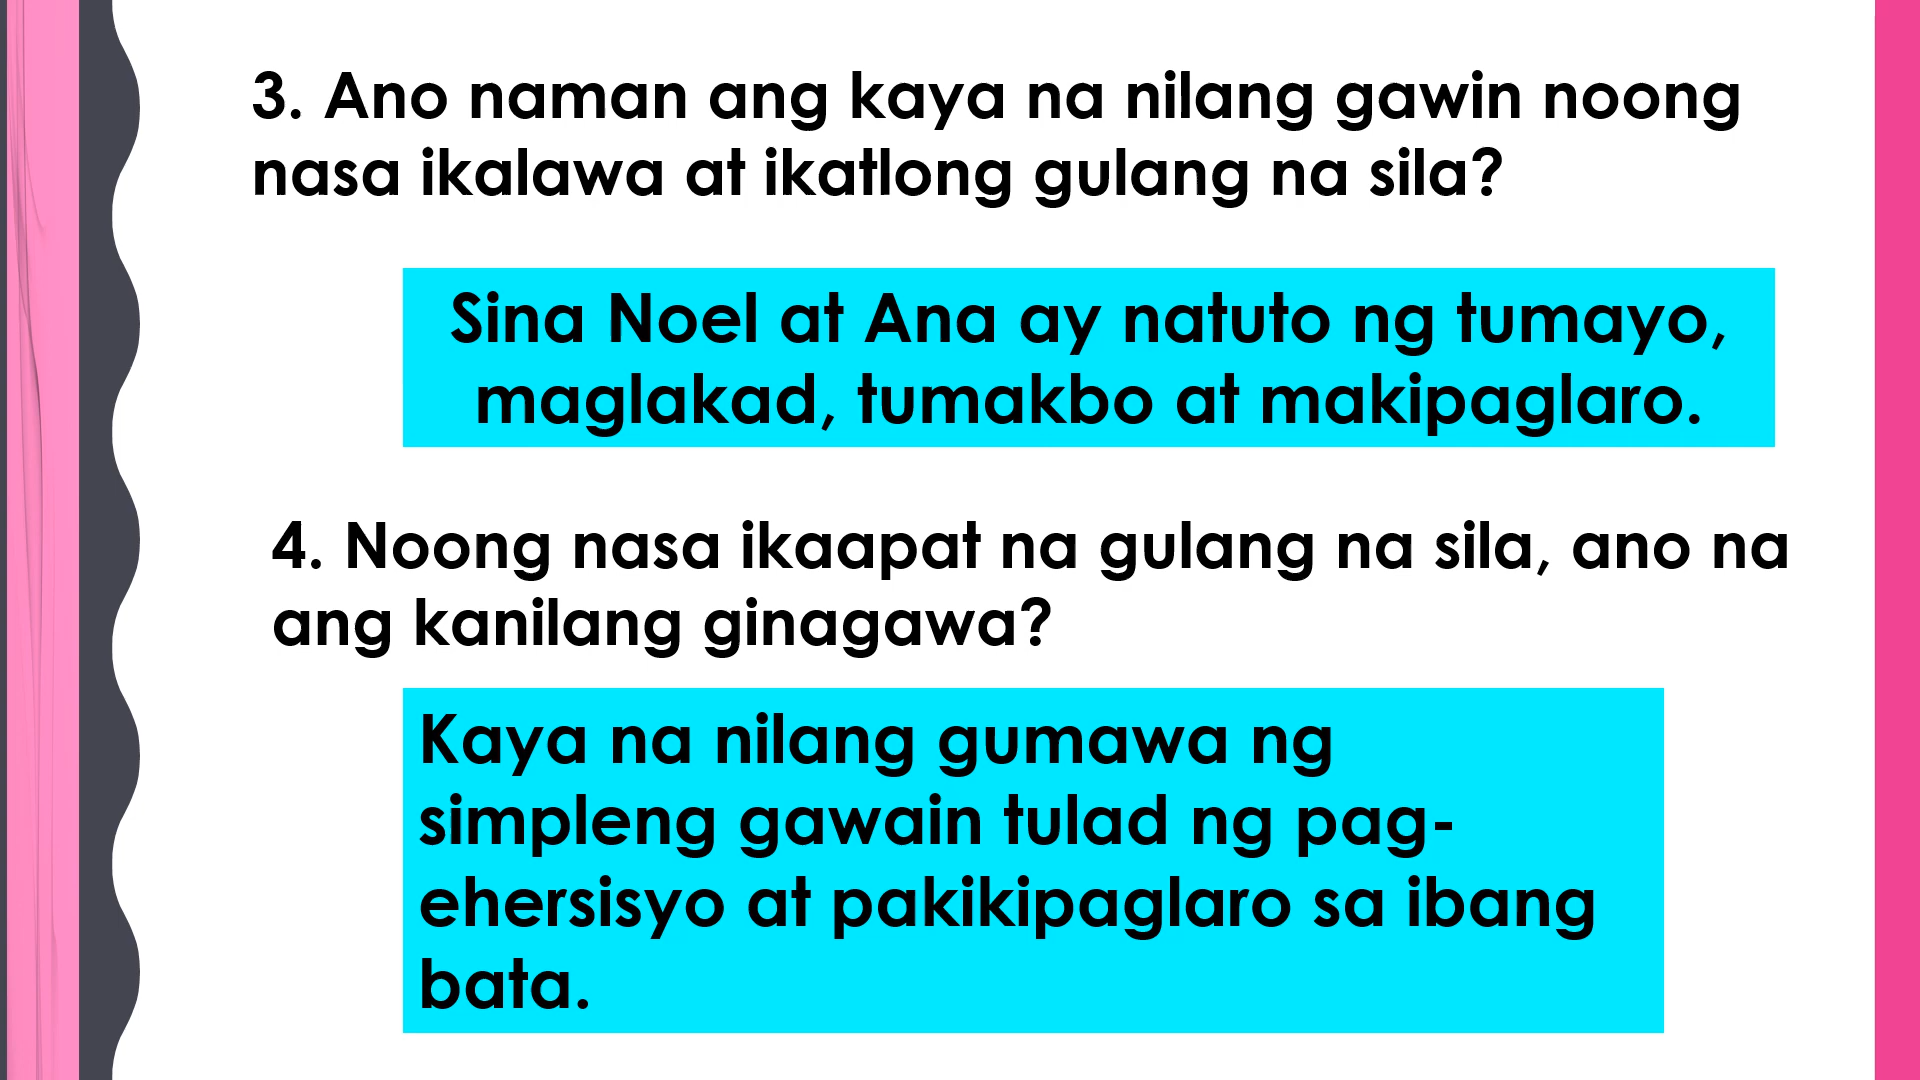 3. Ano naman ang kaya na nilang gawin noong
nasa ikalawa at ikatlong gulang na sila?
Sina Noel at Ana ay natuto ng tumayo,
maglakad, tumakbo at makipaglaro.
4. Noong nasa ikaapat na gulang na sila, ano na
ang kanilang ginagawa?
Kaya na nilang gumawa ng
simpleng gawain tulad ng pag-
ehersisyo at pakikipaglaro sa ibang
bata.